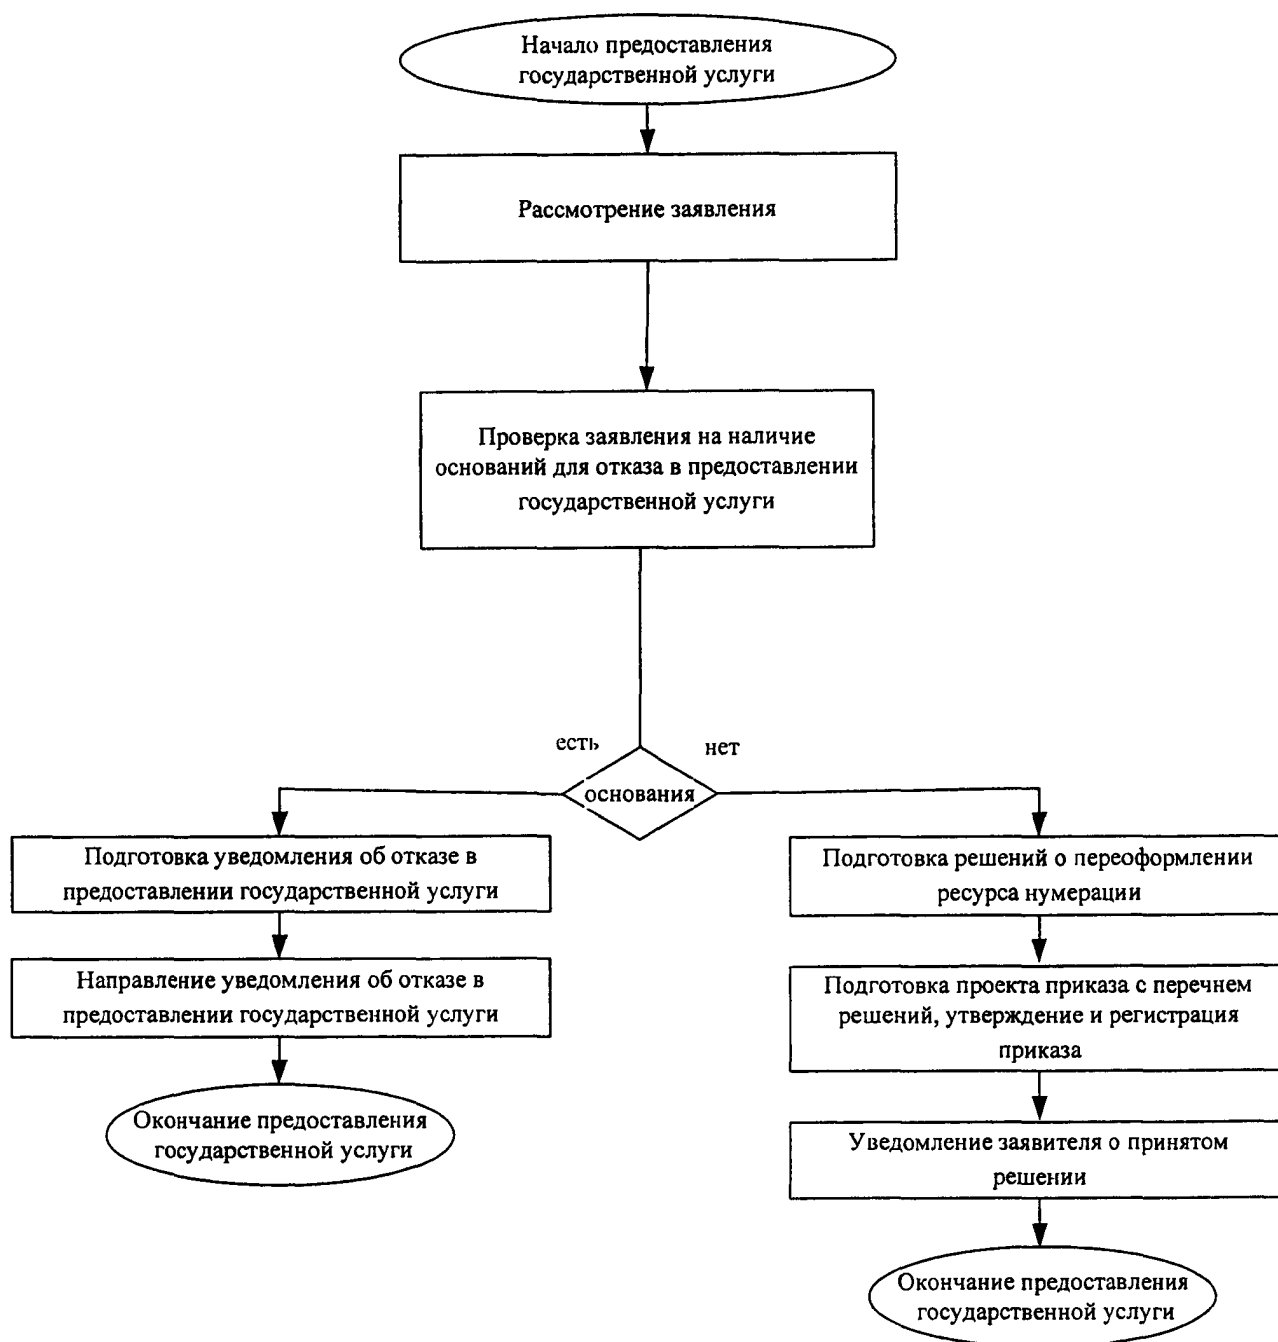 Начало предоставления
государственной услуги
Рассмотрение заявления
Проверка заявления на наличие
оснований для отказа в предоставлении
государственной услуги
есть
нет
основания
Подготовка уведомления об отказе в
предоставлении государственной услуги
Направление уведомления об отказе в
предоставлении государственной услуги
Окончание предоставления
государственной услуги
Подготовка решений о переоформлении
ресурса нумерации
Подготовка проекта приказа с перечнем
решений, утверждение и регистрация
приказа
Уведомление заявителя о принятом
решении
Окончание предоставления
государственной услуги